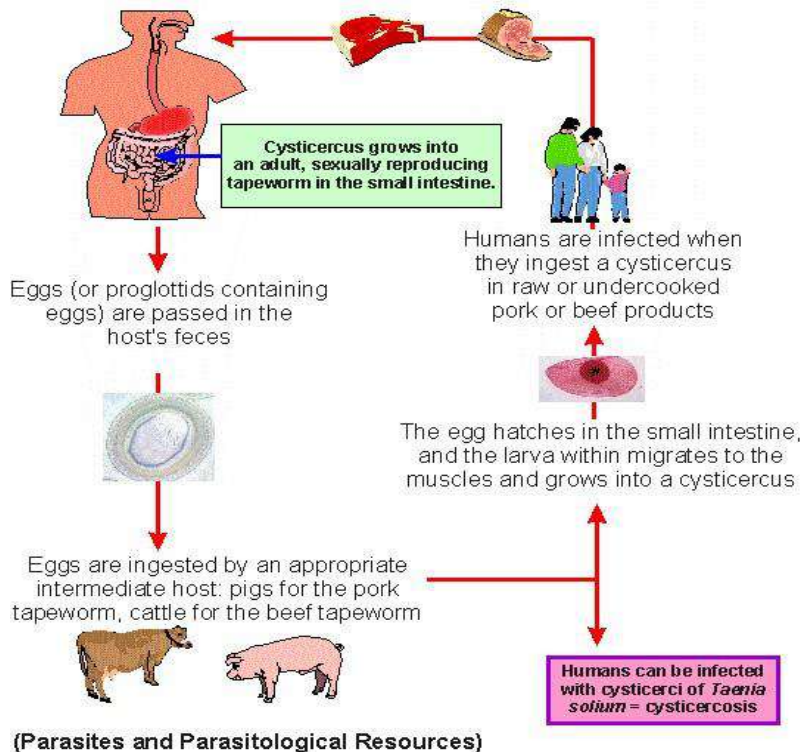 Cysticercus grows into
an adult, sexually reproducing
tapeworm in the small intestine.
Eggs (or proglottids containing
eggs) are passed in the
host's feces
Eggs are ingested by an appropriate
intermediate host: pigs for the pork
tapeworm, cattle for the beef tapeworm
The egg hatches in the small intestine,
and the larva within migrates to the
muscles and grows into a cysticercus
Humans are infected when
they ingest a cysticercus
in raw or undercooked
pork or beef products
Humans can be infected
with cysticerci of Taenia
solium = cysticercosis
(Parasites and Parasitological Resources)